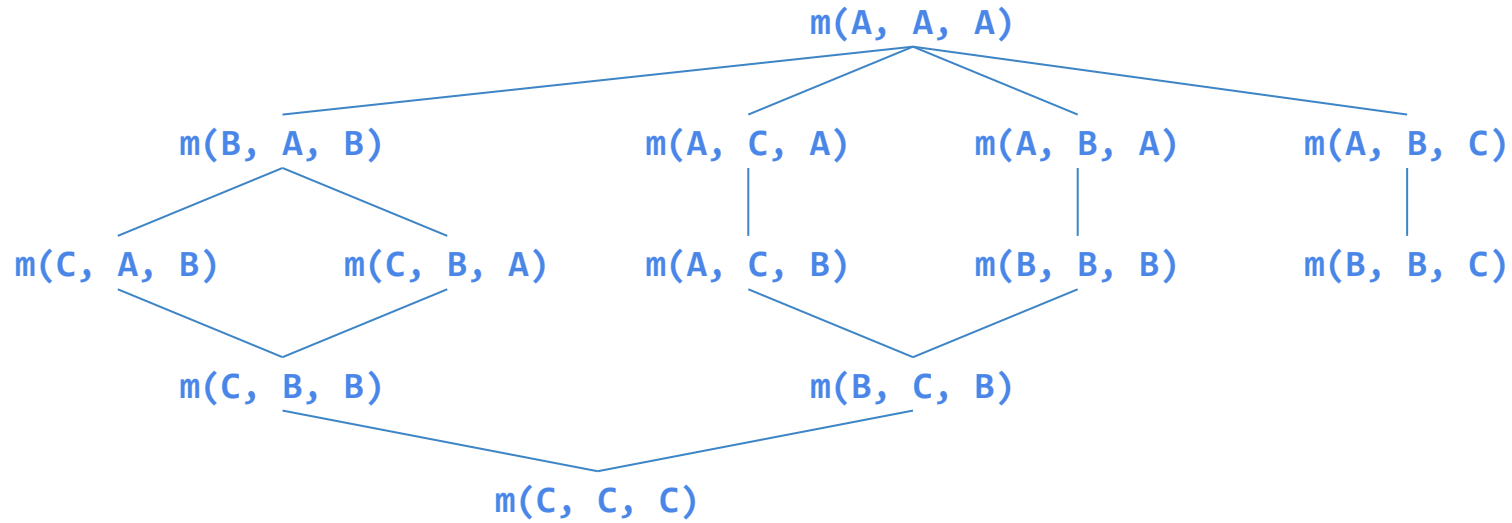 m(A, A, A)
m(B, A, B) m(A, C, A) m(A, B, A) m(A, B, C)
m(C, A, B) m(C, B, A) m(A, C, B) m(B, B, B) m(B, B, C)
m(C, B, B) m(B, C, B)
m(C, C, C)